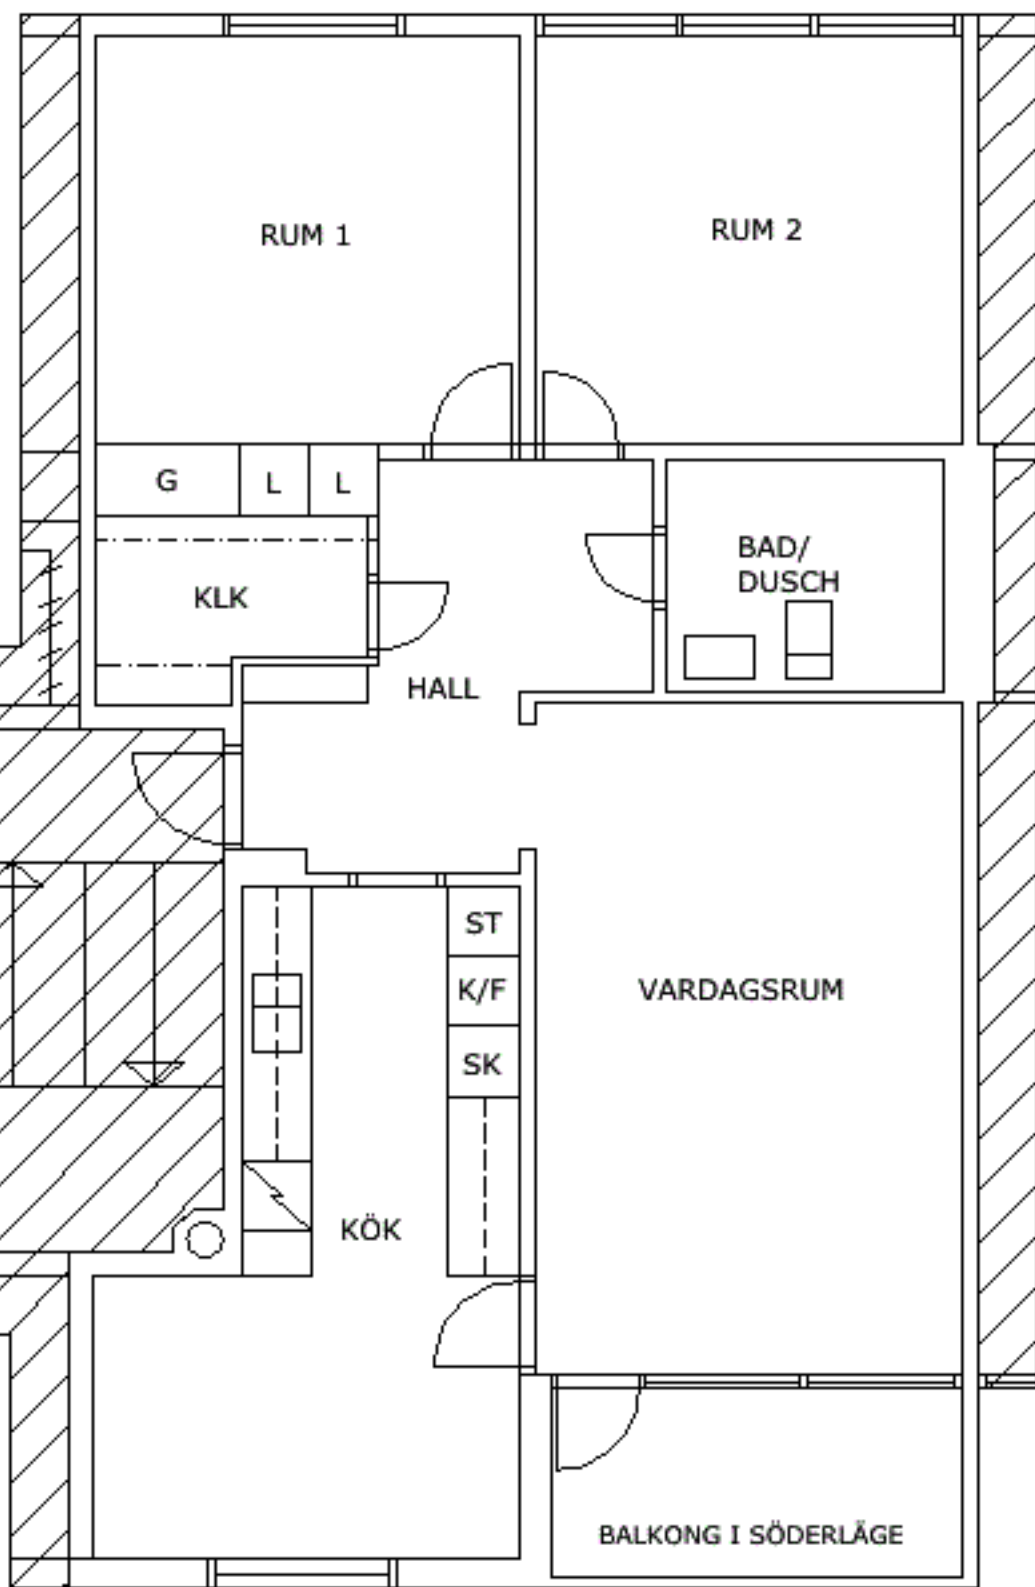 RUM 1
RUM 2
G
L
L
BAD/
DUSCH
KLK
HALL
ST
K/F
VARDAGSRUM
SK
KÖK
BALKONG I SÖDERLÄGE